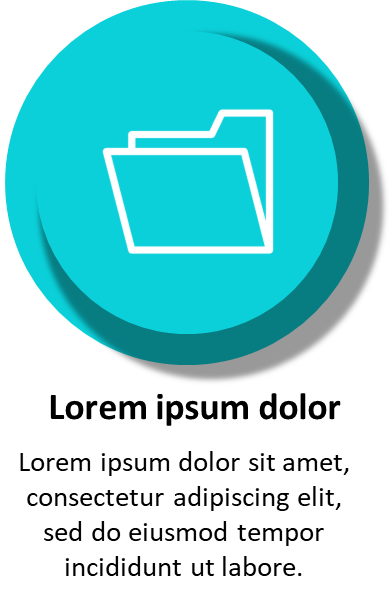 Lorem ipsum dolor
Lorem ipsum dolor sit amet,
consectetur adipiscing elit,
sed do eiusmod tempor
incididunt ut labore.